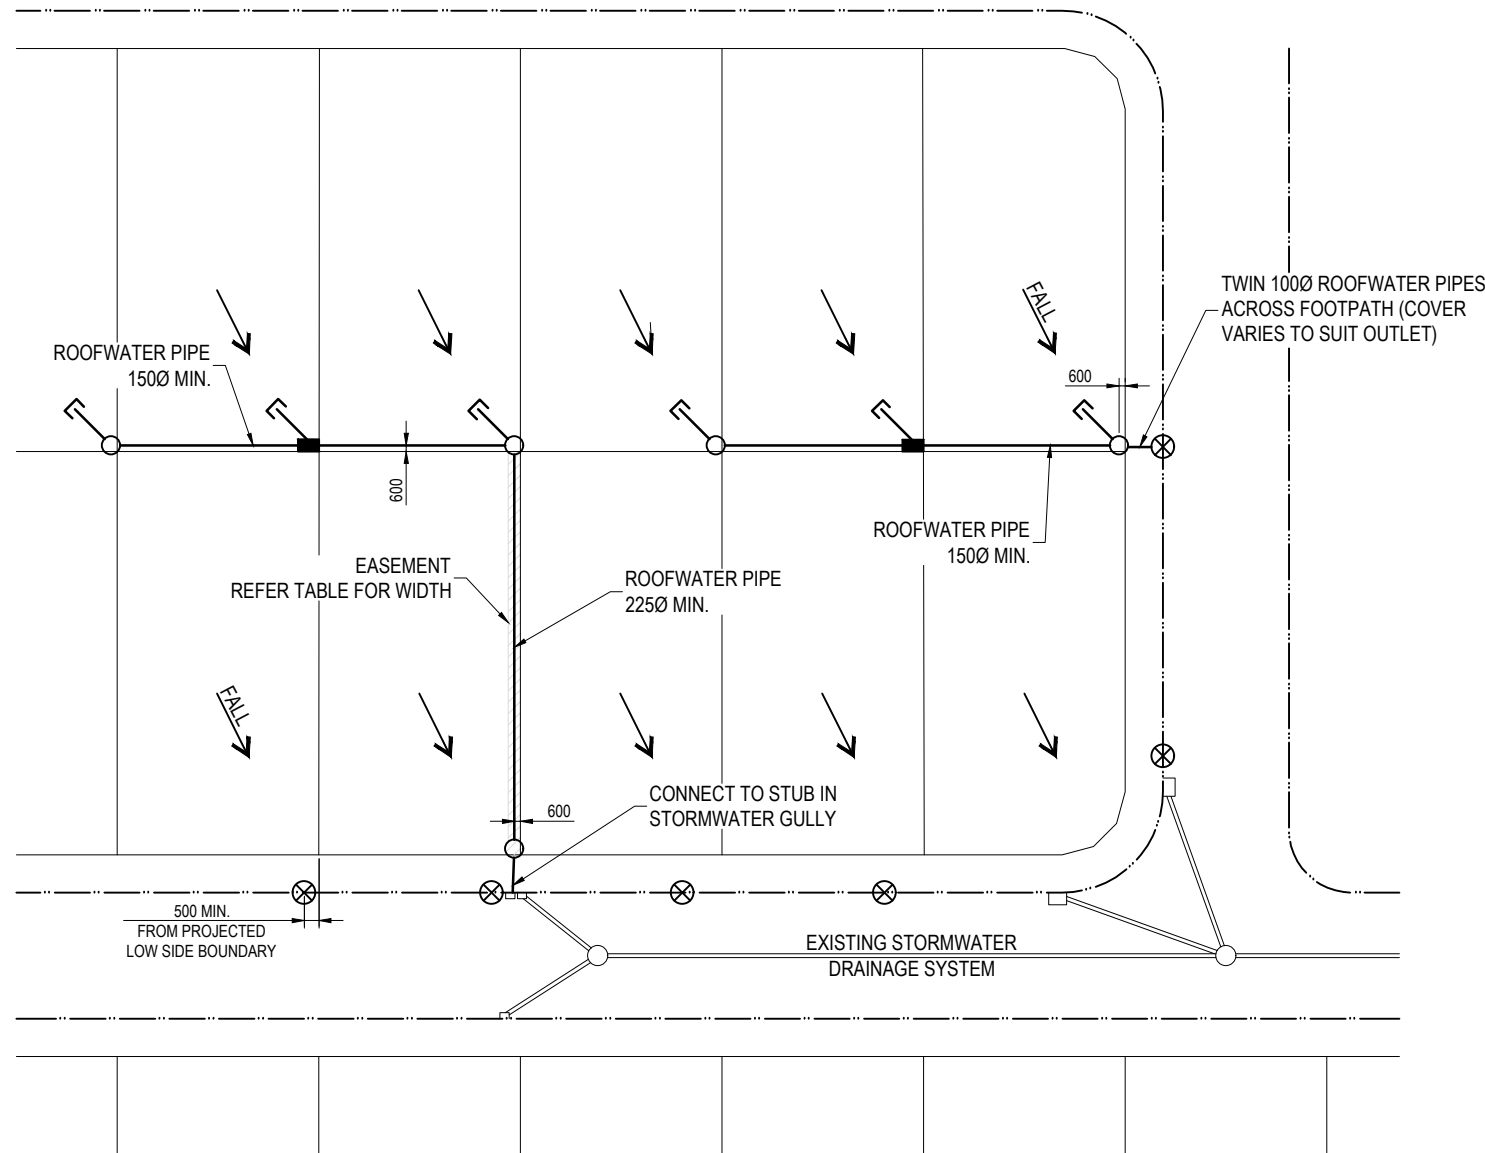 TWIN 100Ø ROOFWATER PIPES
ACROSS FOOTPATH (COVER
VARIES TO SUIT OUTLET)
FALL
ROOFWATER PIPE
150Ø MIN.
600
600
ROOFWATER PIPE
150Ø MIN.
EASEMENT
REFER TABLE FOR WIDTH
ROOFWATER PIPE
225Ø MIN.
FALL
CONNECT TO STUB IN
STORMWATER GULLY
600
500 MIN.
FROM PROJECTED
LOW SIDE BOUNDARY
EXISTING STORMWATER
DRAINAGE SYSTEM